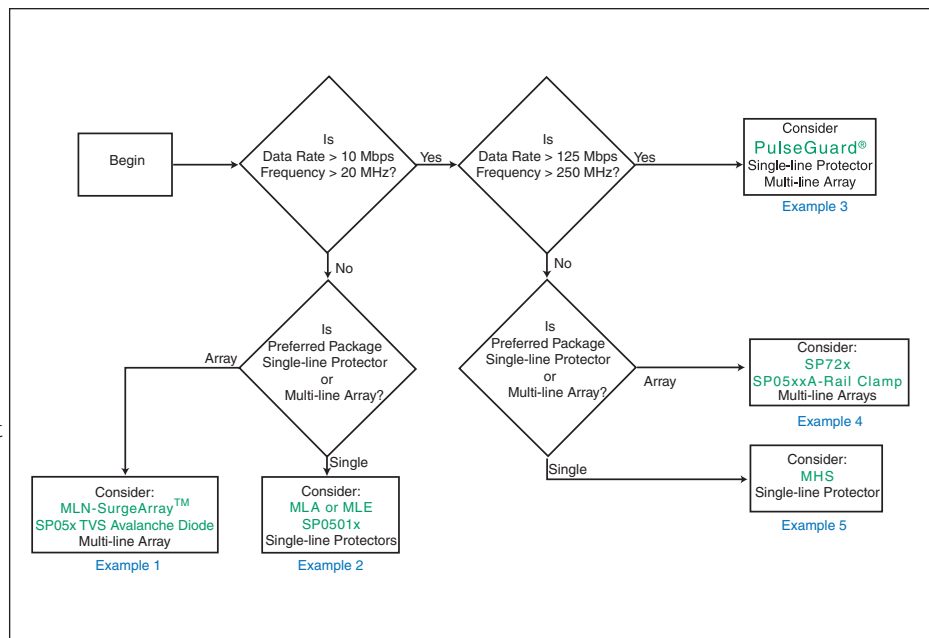 Begin
Is
Data Rate > 10 Mbps
Frequency > 20 MHz?
Yes
Is
Data Rate > 125 Mbps
Frequency > 250 MHz?
Yes
Consider
PulseGuard®
Single-line Protector
Multi-line Array
Example 3
No
No
Is
Preferred Package
Single-line Protector
or
Multi-line Array?
Array
Single
Is
Preferred Package
Single-line Protector
or
Multi-line Array?
Array
Single
Consider:
SP72x
SP05xxA-Rail Clamp
Multi-line Arrays
Example 4
t
Consider:
MLN-SurgeArray™
SP05x TVS Avalanche Diode
Multi-line Array
Example 1
Consider:
MLA or MLE
SP0501x
Single-line Protectors
Example 2
Consider:
MHS
Single-line Protector
Example 5